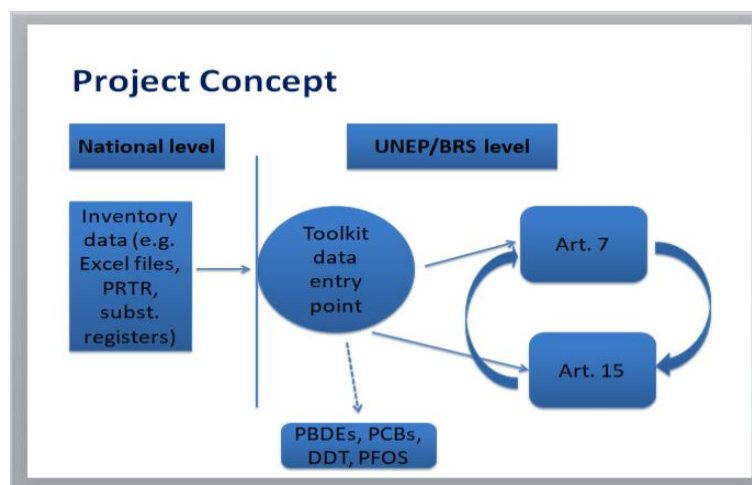 Project Concept
National level
UNEP/BRS level
Inventory
data (e.g.
Excel files,
PRTR,
subst.
registers)
Toolkit
data
entry
point
Art. 7
Art. 15
PBDEs, PCBs,
DDT, PFOS